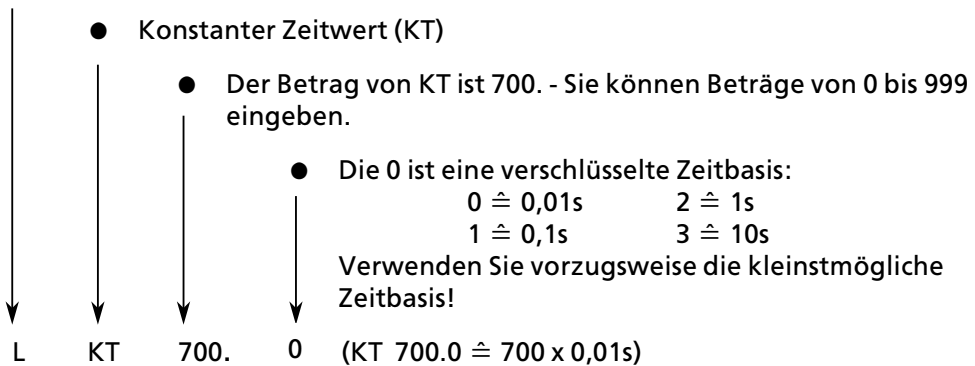 ● Konstanter Zeitwert (KT)
● Der Betrag von KT ist 700. - Sie können Beträge von 0 bis 999
eingeben.
● Die 0 ist eine verschlüsselte Zeitbasis:
0 ≙ 0,01s 2 ≙ 1s
1 ≙ 0,1s 3 ≙ 10s
Verwenden Sie vorzugsweise die kleinstmögliche
Zeitbasis!
L KT 700. 0 (KT 700.0 ≙ 700 x 0,01s)